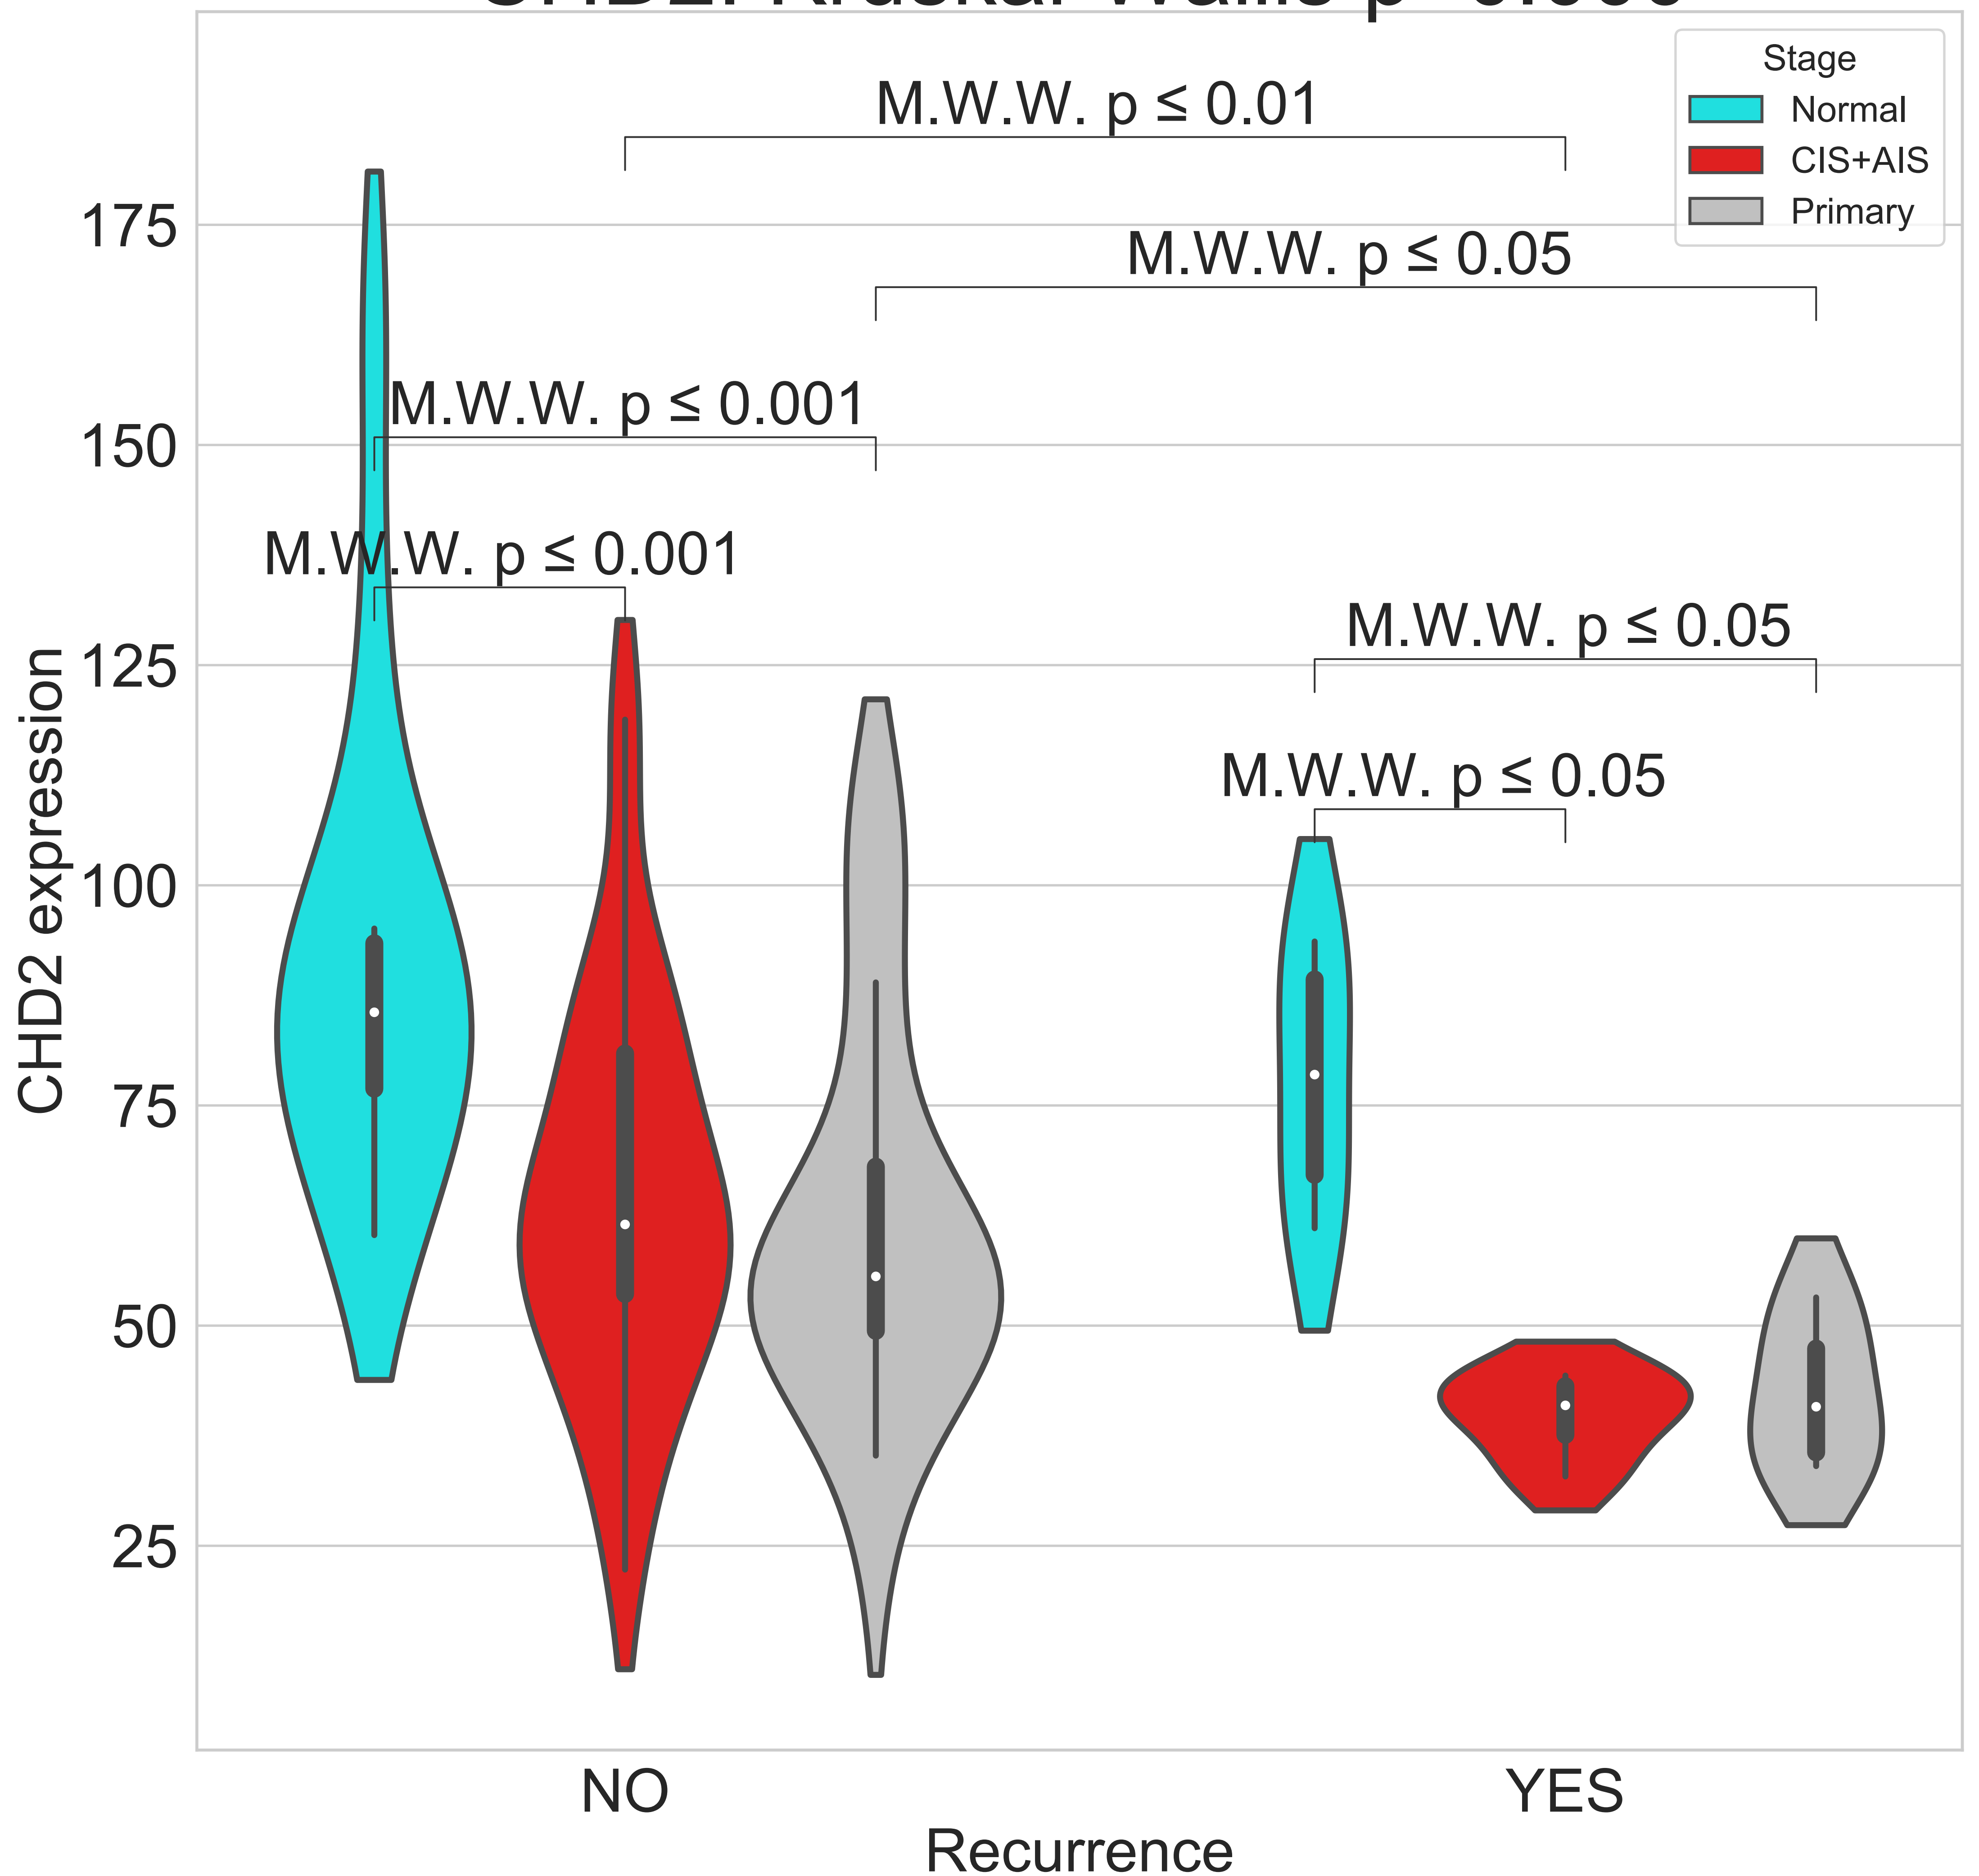 Stage
Normal
CIS+AIS
Primary
M.W.W. p ≤ 0.01
M.W.W. p ≤ 0.05
M.W.W. p ≤ 0.001
M.W.W. p ≤ 0.001
M.W.W. p ≤ 0.05
M.W.W. p ≤ 0.05
175
150
125
100
75
50
25
CHD2 expression
NO
YES
Recurrence